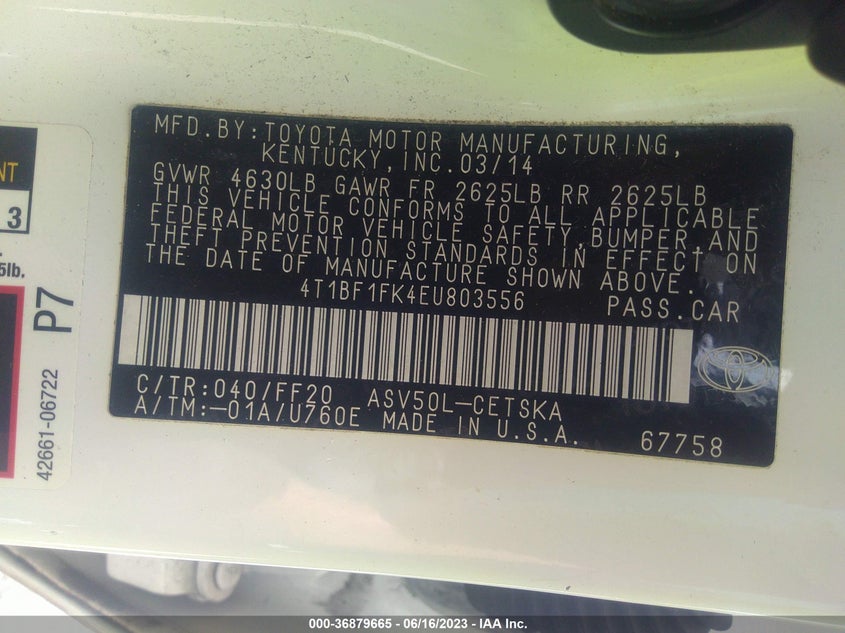 MFD.BY:TOYOTA MOTOR MANUFACTURING,
KENTUCKY,INC.03/14
GVWR 4630LB GAWR FR 2625LB RR 2625LB
THIS VEHICLE CONFORMS TO ALL APPLICABLE
FEDERAL MOTOR VEHICLE SAFETY,BUMPER,AND
THEFT PREVENTION STANDARDS IN EFFECT ON
THE DATE OF MANUFACTURE SHOWN ABOVE.
4T1BF1FK4EU803556 PASS.CAR
C/TR:040/FF20 ASV50L-CETSKA
A/TM:-01A/U760E MADE IN U.S.A. 67758
NT
3
5lb.
P7
42661-06722
000-36879665 - 06/16/2023 - IAA Inc.